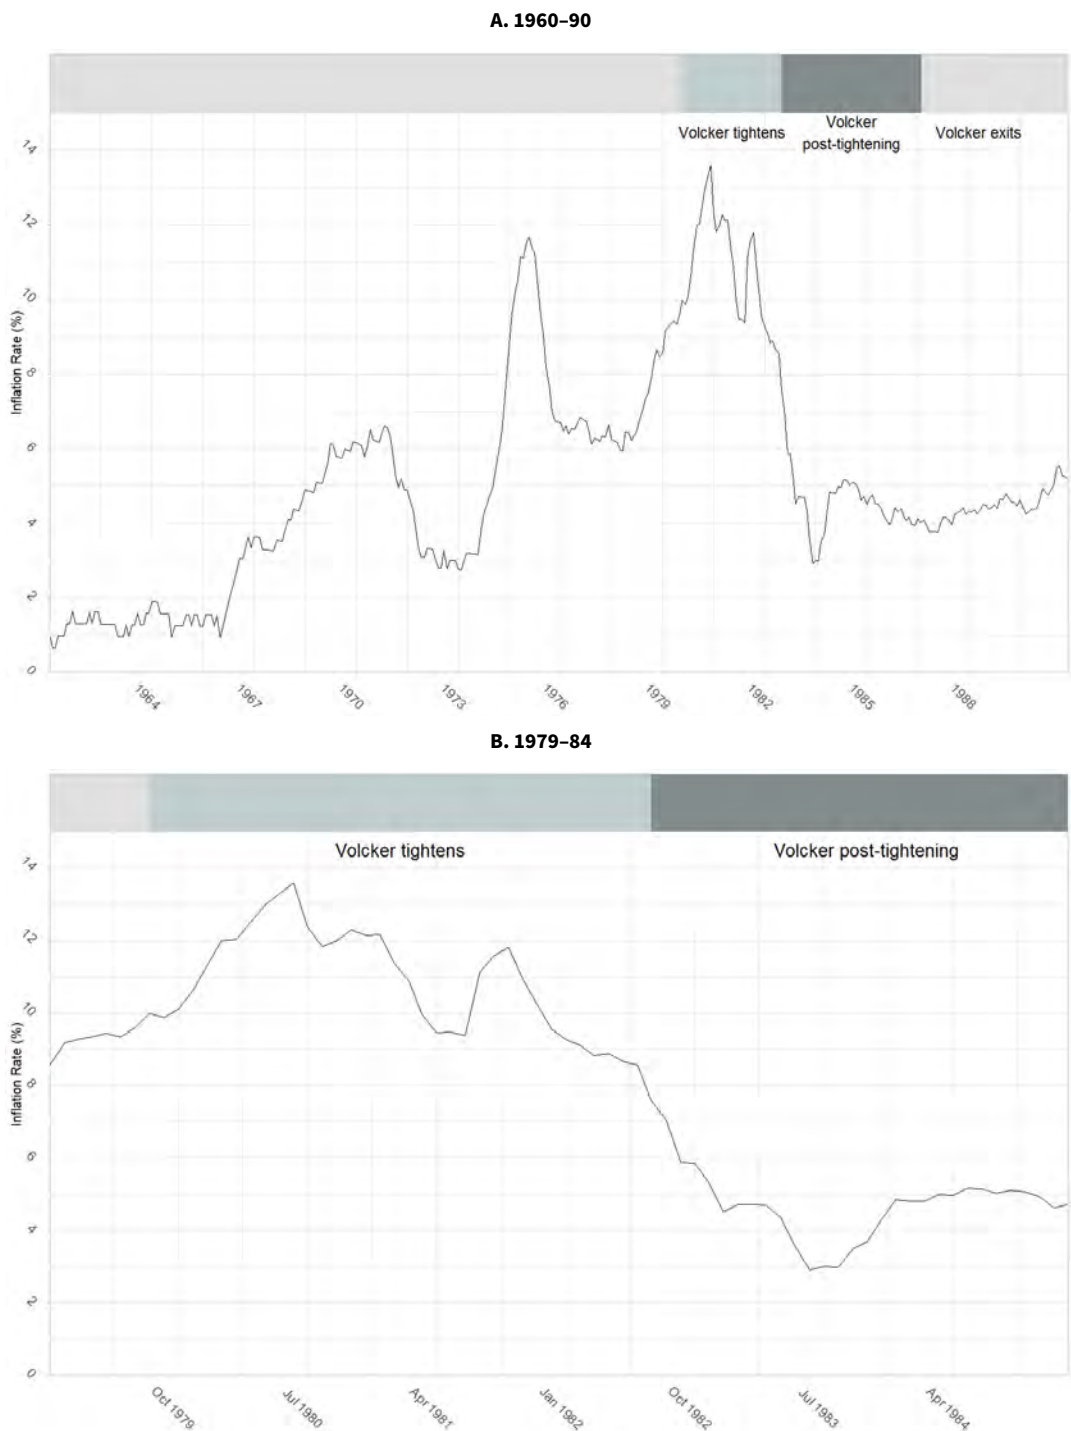 A. 1960–90
Volcker tightens
Volcker
post-tightening
Volcker exits
14
12
10
8
6
4
2
0
Inflation Rate (%)
1964
1967
1970
1973
1976
1979
1982
1985
1988
B. 1979–84
Volcker tightens
Volcker post-tightening
14
12
10
8
6
4
2
0
Inflation Rate (%)
Oct 1979
Jul 1980
Apr 1981
Jan 1982
Oct 1982
Jul 1983
Apr 1984